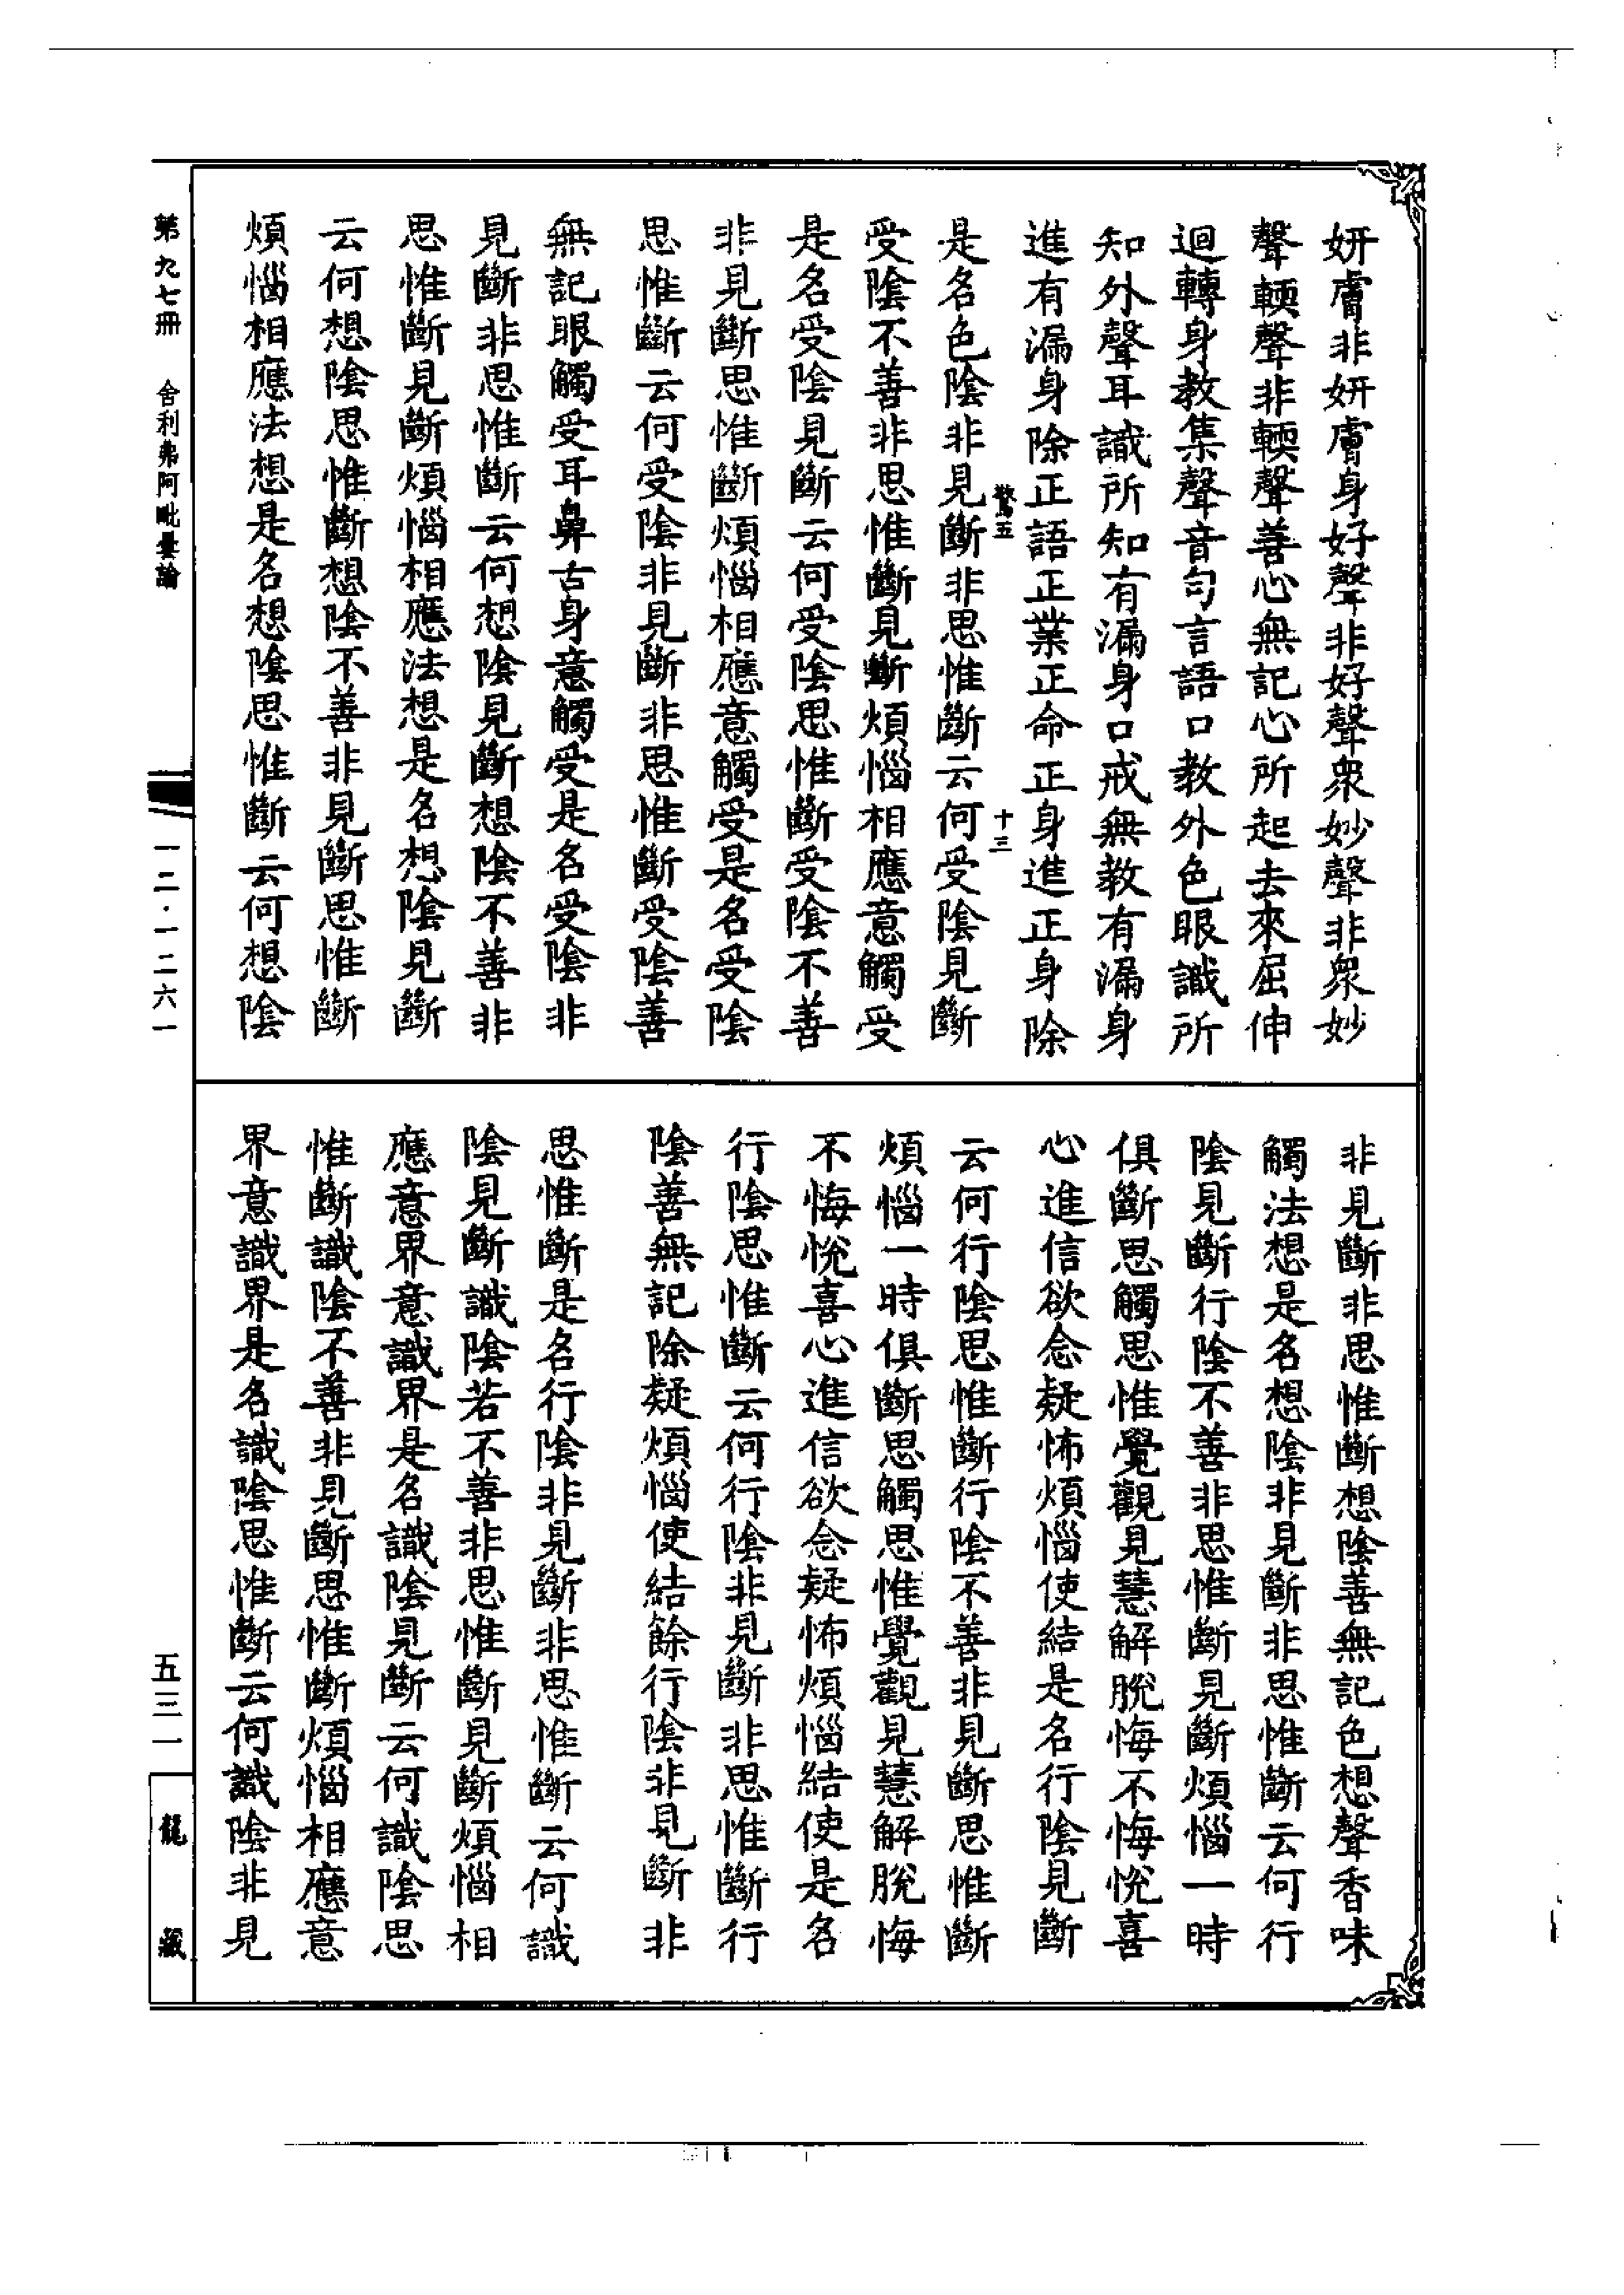 妍膚非妍膚身好聲非好聲衆妙聲非衆妙
聲輭聲非輭聲善心無記心所起去來屈伸
迴轉身教集聲音句言語口教外色眼識所
知外聲耳識所知有漏身口戒無教有漏身
進有漏身除正語正業正命正身進正身除
是名色陰非見斷非思惟斷云何受陰見斷
受陰不善非思惟斷見斷煩惱相應意觸受
是名受陰見斷云何受陰思惟斷受陰不善
非見斷思惟斷煩惱相應意觸受是名受陰
思惟斷云何受陰非見斷非思惟斷受陰善
無記眼觸受耳鼻舌身意觸受是名受陰非
見斷非思惟斷云何想陰見斷想陰不善非
思惟斷見斷煩惱相應法想是名想陰見斷
云何想陰思惟斷想陰不善非見斷思惟斷
煩惱相應法想是名想陰思惟斷云何想陰
非見斷非思惟斷想陰善無記色想聲香味
觸法想是名想陰非見斷非思惟斷云何行
陰見斷行陰不善非思惟斷見斷煩惱一時
俱斷思觸思惟覺觀見慧解脫悔不悔悅喜
心進信欲念疑怖煩惱使結是名行陰見斷
云何行陰思惟斷行陰不善非見斷思惟斷
煩惱一時俱斷思觸思惟覺觀見慧解脫悔
不悔悅喜心進信欲念疑怖煩惱結使是名
行陰思惟斷云何行陰非見斷非思惟斷行
陰善無記除疑煩惱使結餘行陰非見斷非
思惟斷是名行陰非見斷非思惟斷云何識
陰見斷識陰若不善非思惟斷見斷煩惱相
應意界意識界是名識陰見斷云何識陰思
惟斷識陰不善非見斷思惟斷煩惱相應意
界意識界是名識陰思惟斷云何識陰非見
驚五
十三
第九七冊 舍利弗阿毗曇論
一二·一二六一
五三一
龍藏